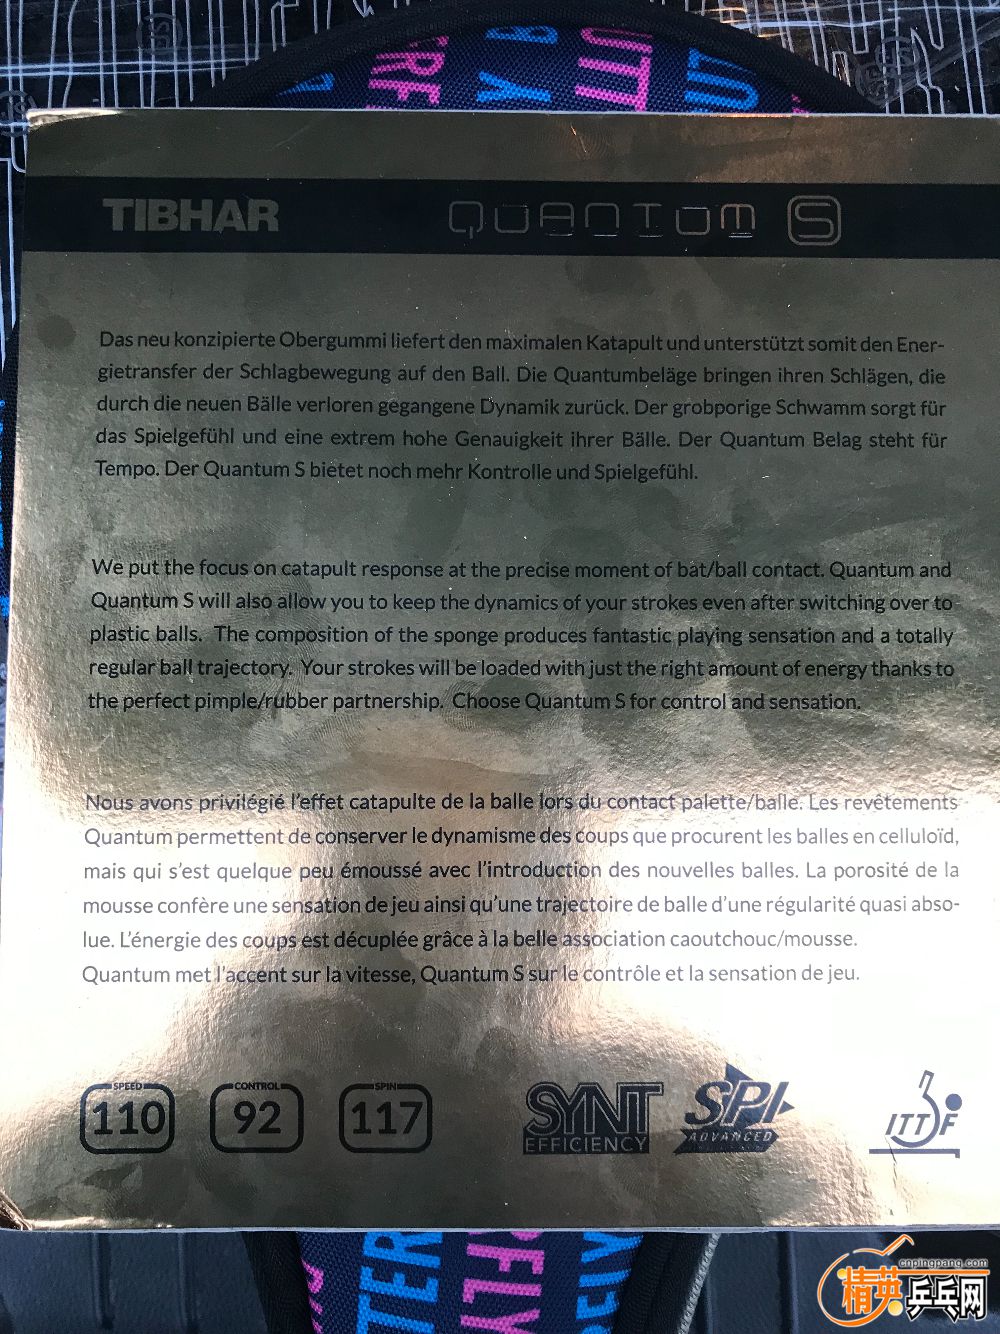 TIBHAR QUANTUM S
Das neu konzipierte Obergummi liefert den maximalen Katapult und unterstützt somit den Ener-
gietransfer der Schlagbewegung auf den Ball. Die Quantumbeläge bringen ihren Schlägen, die
durch die neuen Bälle verloren gegangene Dynamik zurück. Der grobporige Schwamm sorgt für
das Spielgefühl und eine extrem hohe Genauigkeit ihrer Bälle. Der Quantum Belag steht für
Tempo. Der Quantum S bietet noch mehr Kontrolle und Spielgefühl.
We put the focus on catapult response at the precise moment of bat/ball contact. Quantum and
Quantum S will also allow you to keep the dynamics of your strokes even after switching over to
plastic balls. The composition of the sponge produces fantastic playing sensation and a totally
regular ball trajectory. Your strokes will be loaded with just the right amount of energy thanks to
the perfect pimple/rubber partnership. Choose Quantum S for control and sensation.
Nous avons privilégié l'effet catapulte de la balle lors du contact palette/balle. Les revêtements
Quantum permettent de conserver le dynamisme des coups que procurent les balles en celluloïd,
mais qui s'est quelque peu émoussé avec l'introduction des nouvelles balles. La porosité de la
mousse confère une sensation de jeu ainsi qu'une trajectoire de balle d'une régularité quasi abso-
lue. L'énergie des coups est décuplée grâce à la belle association caoutchouc/mousse.
Quantum met l'accent sur la vitesse, Quantum S sur le contrôle et la sensation de jeu.
SPEED CONTROL SPIN
110 92 117
SYNT EFFICIENCY
SPI ADVANCED
ITTF
TER
RFLY
cnpingpang.com
精英乒乓网